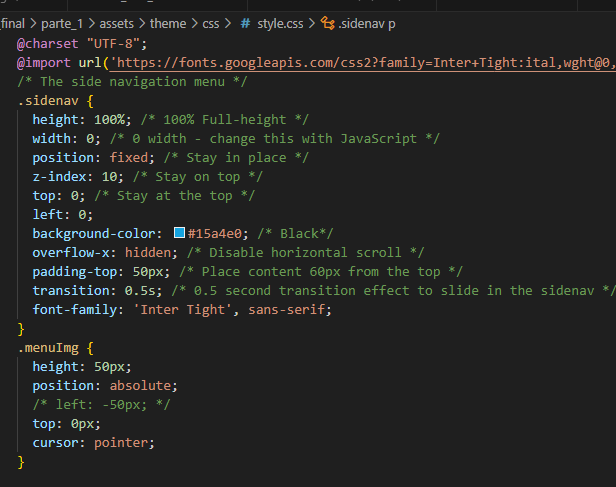 _final > parte_1 > assets > theme > css > # style.css > .sidenav p
@charset "UTF-8";
@import url('https://fonts.googleapis.com/css2?family=Inter+Tight:ital,wght@0,
/* The side navigation menu */
.sidenav {
height: 100%; /* 100% Full-height */
width: 0; /* 0 width - change this with JavaScript */
position: fixed; /* Stay in place */
z-index: 10; /* Stay on top */
top: 0; /* Stay at the top */
left: 0;
background-color: #15a4e0; /* Black*/
overflow-x: hidden; /* Disable horizontal scroll */
padding-top: 50px; /* Place content 60px from the top */
transition: 0.5s; /* 0.5 second transition effect to slide in the sidenav */
font-family: 'Inter Tight', sans-serif;
}
.menuImg {
height: 50px;
position: absolute;
/* left: -50px; */
top: 0px;
cursor: pointer;
}